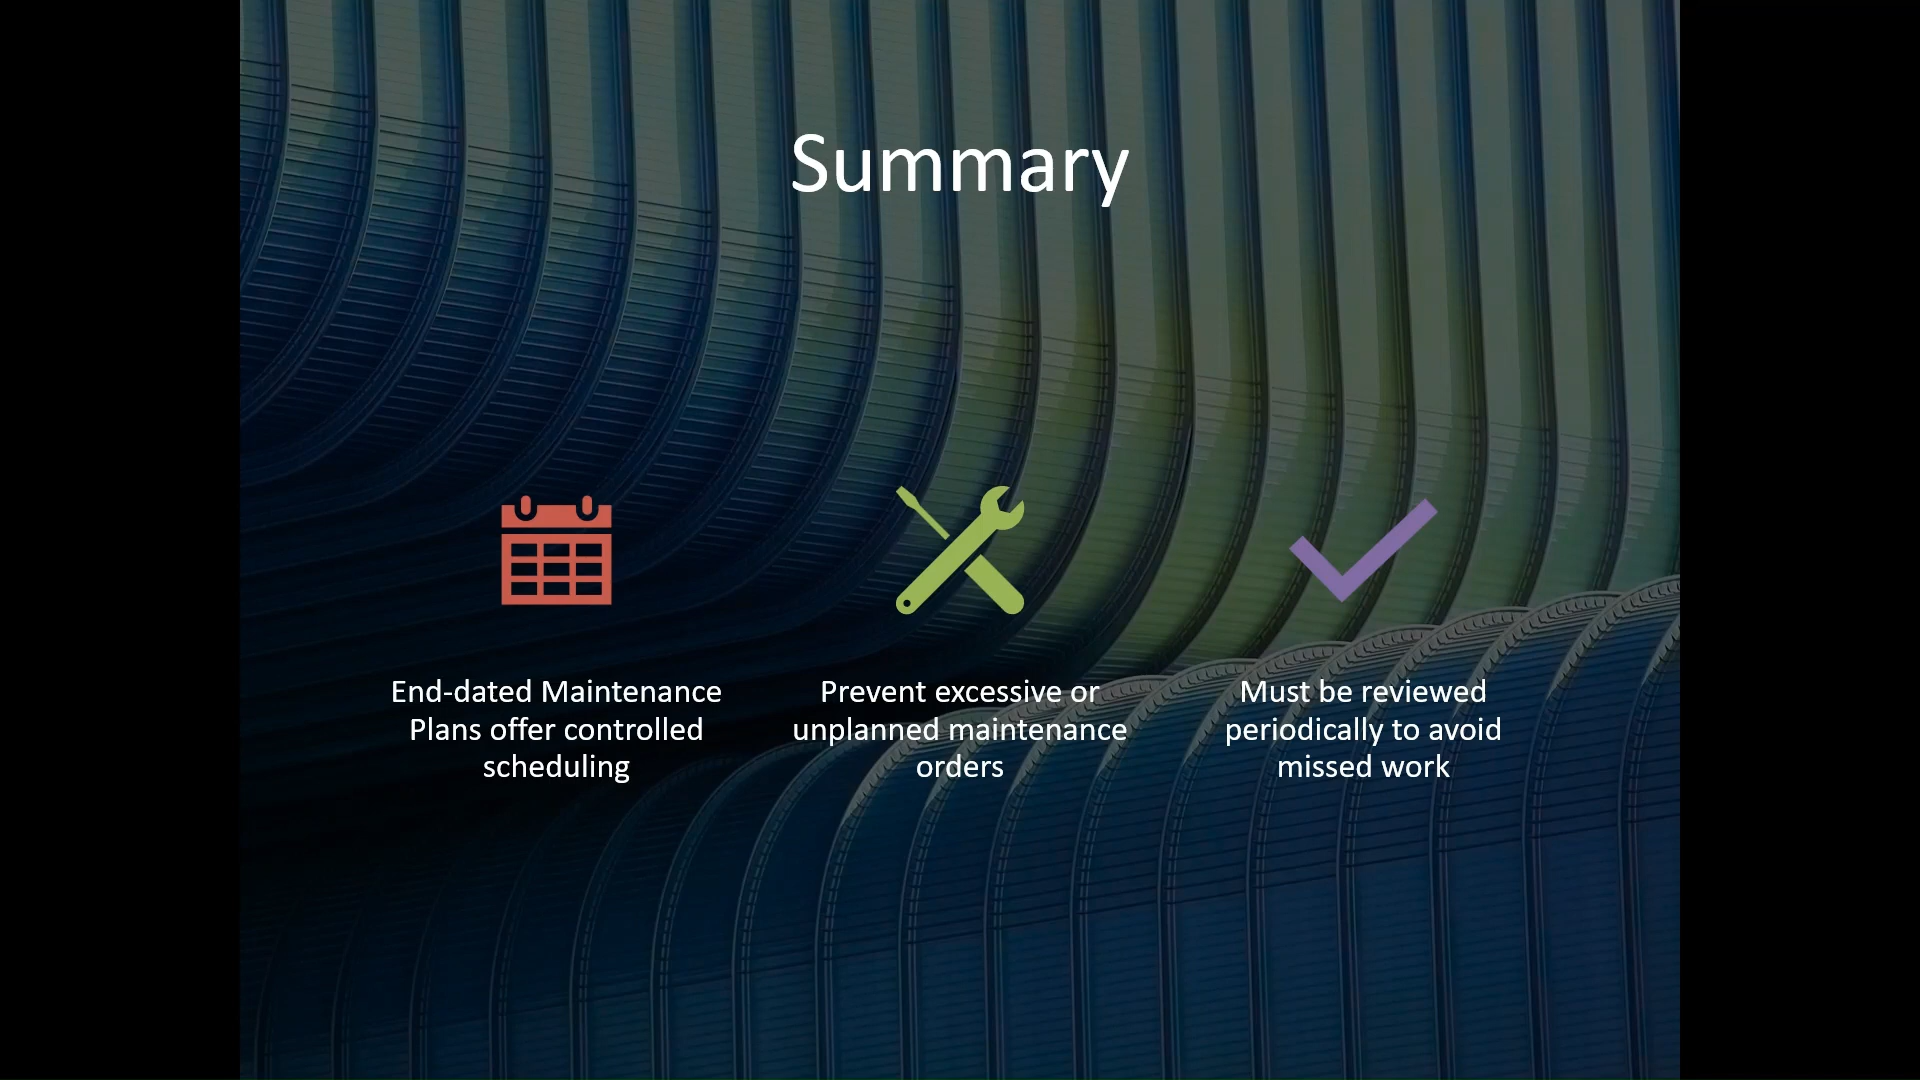 Summary
End-dated Maintenance
Plans offer controlled
scheduling
Prevent excessive or
unplanned maintenance
orders
Must be reviewed
periodically to avoid
missed work